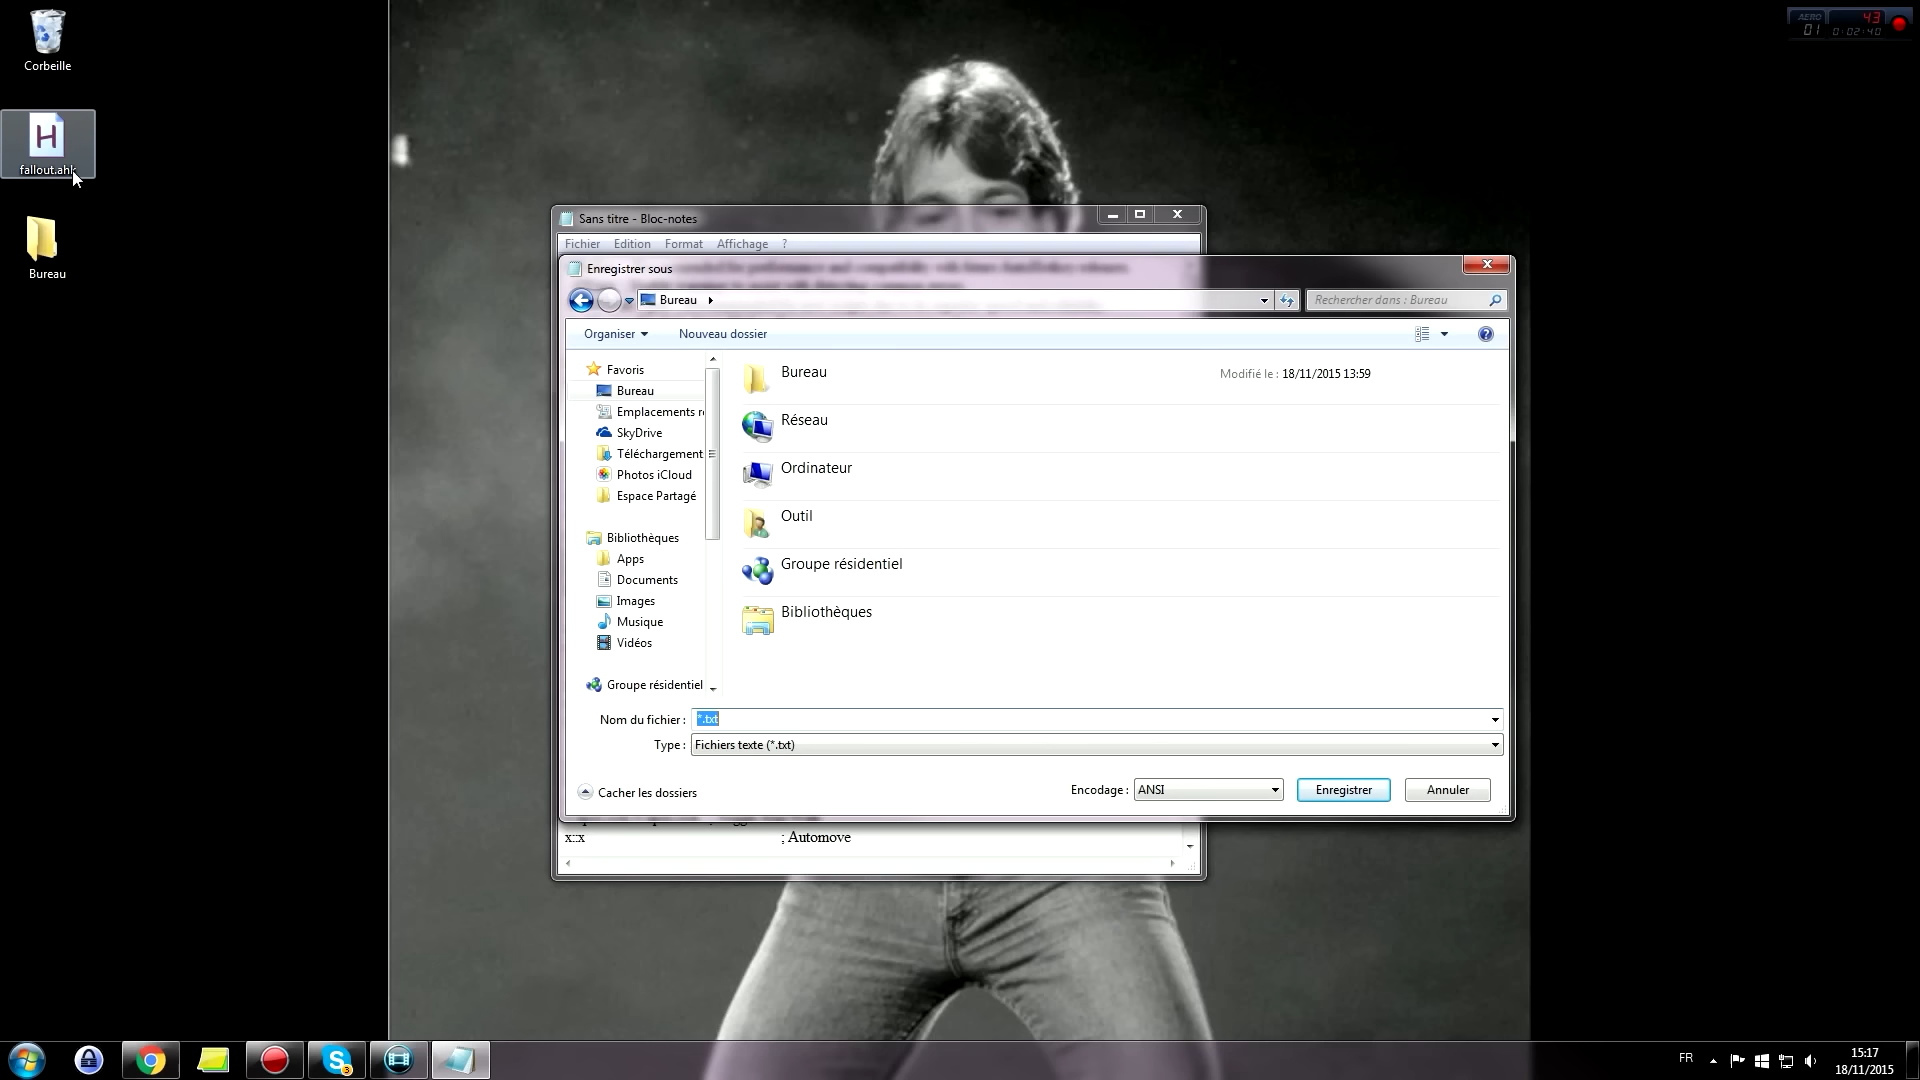 Corbeille
fallout.ahk
Bureau
AERO 43
01 0:02:40
Sans titre - Bloc-notes
Fichier Edition Format Affichage ?
Enregistrer sous
Bureau
Rechercher dans : Bureau
Organiser Nouveau dossier
Favoris
Bureau
Emplacements r
SkyDrive
Téléchargement
Photos iCloud
Espace Partagé
Bibliothèques
Apps
Documents
Images
Musique
Vidéos
Groupe résidentiel
Bureau Modifié le : 18/11/2015 13:59
Réseau
Ordinateur
Outil
Groupe résidentiel
Bibliothèques
Nom du fichier : *.txt
Type : Fichiers texte (*.txt)
Cacher les dossiers Encodage : ANSI Enregistrer Annuler
x::x ; Automove
FR 15:17
18/11/2015